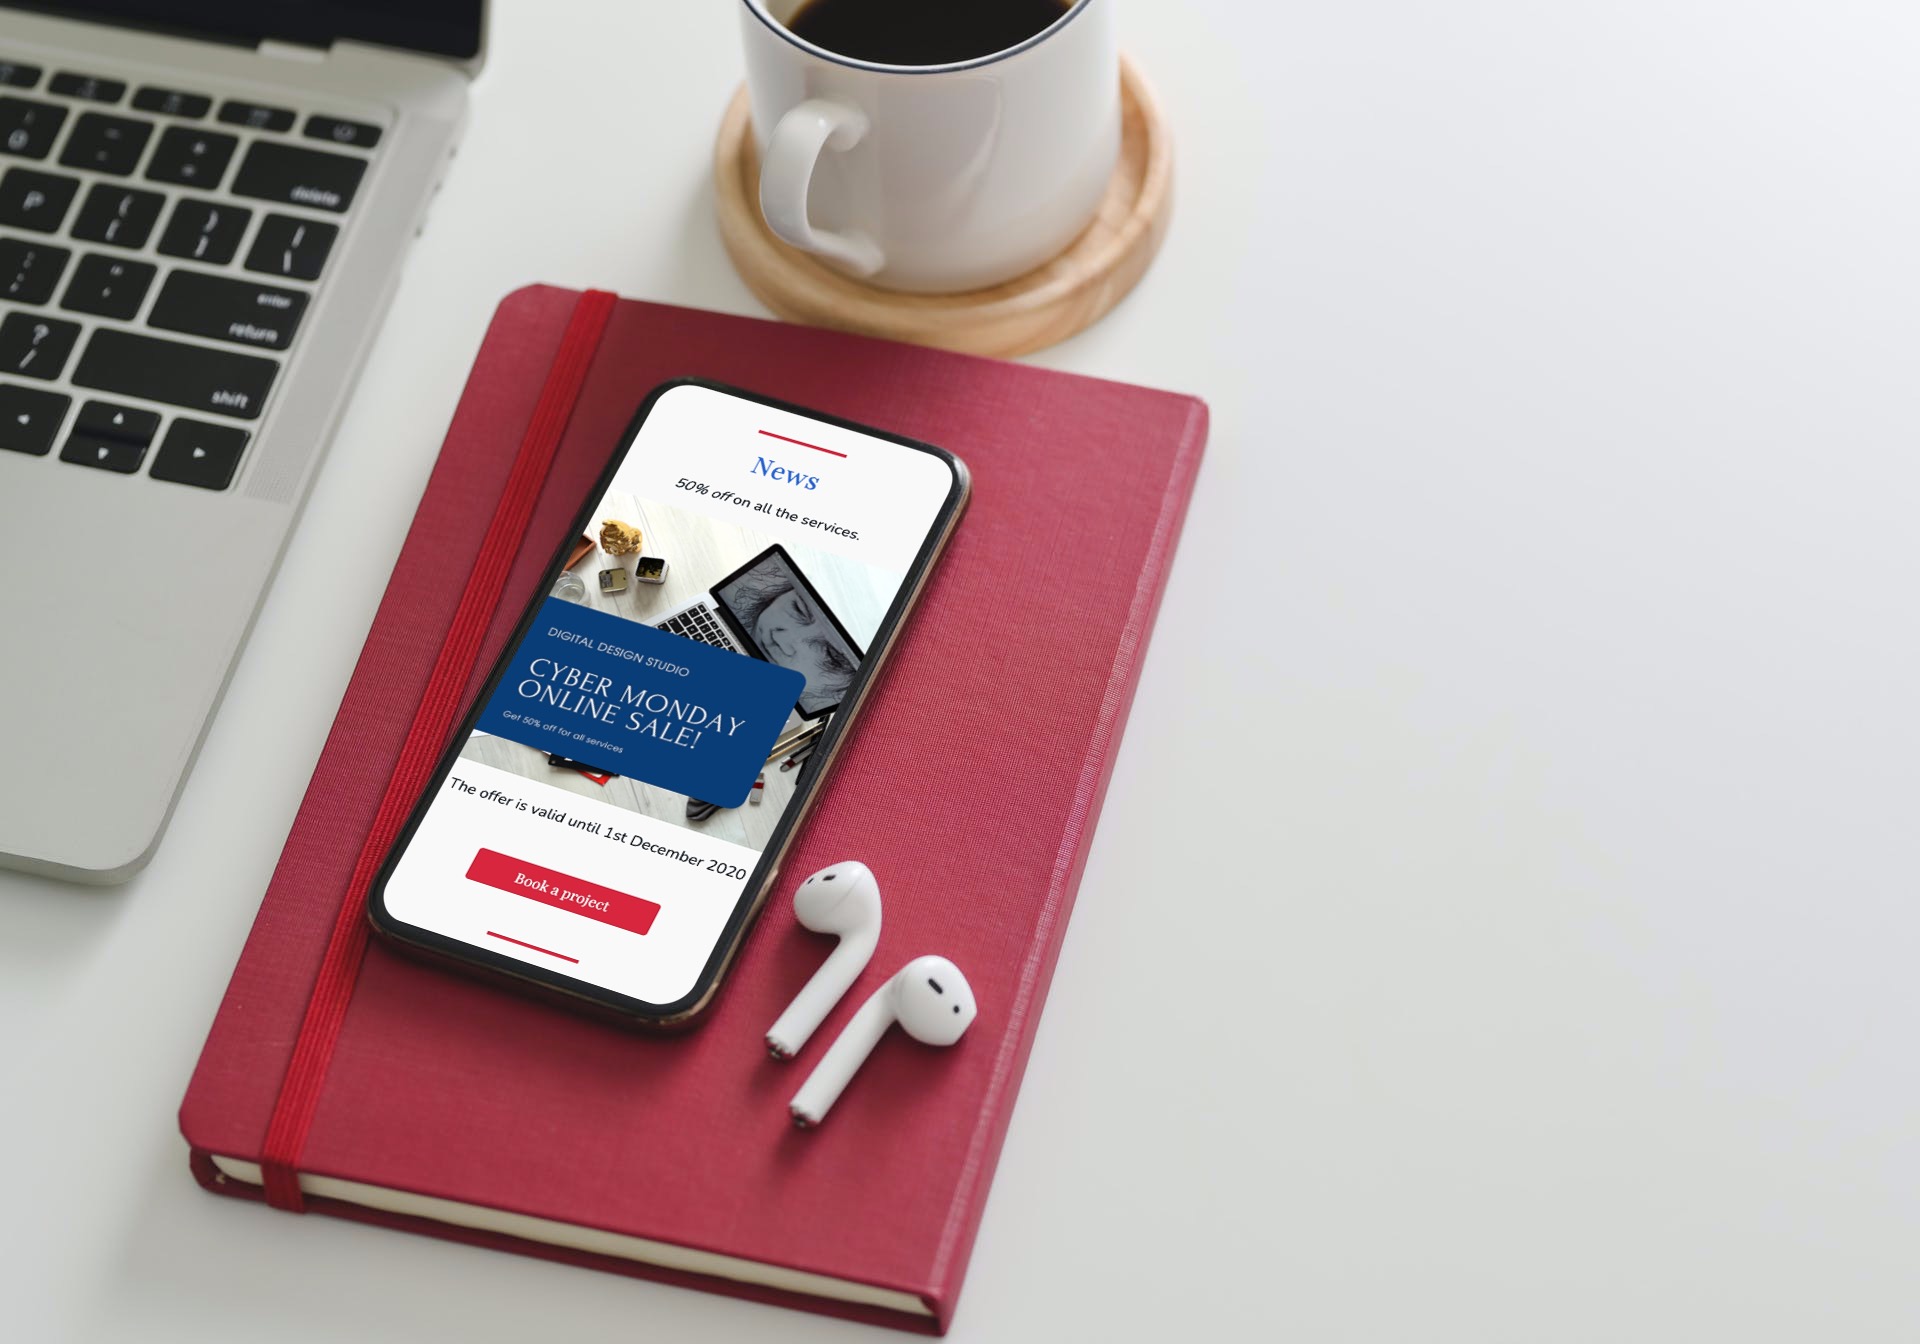 delete
P
enter
return
?
/
shift
News
50% off on all the services.
DIGITAL DESIGN STUDIO
CYBER MONDAY
ONLINE SALE!
Get 50% off for all services
The offer is valid until 1st December 2020
Book a project